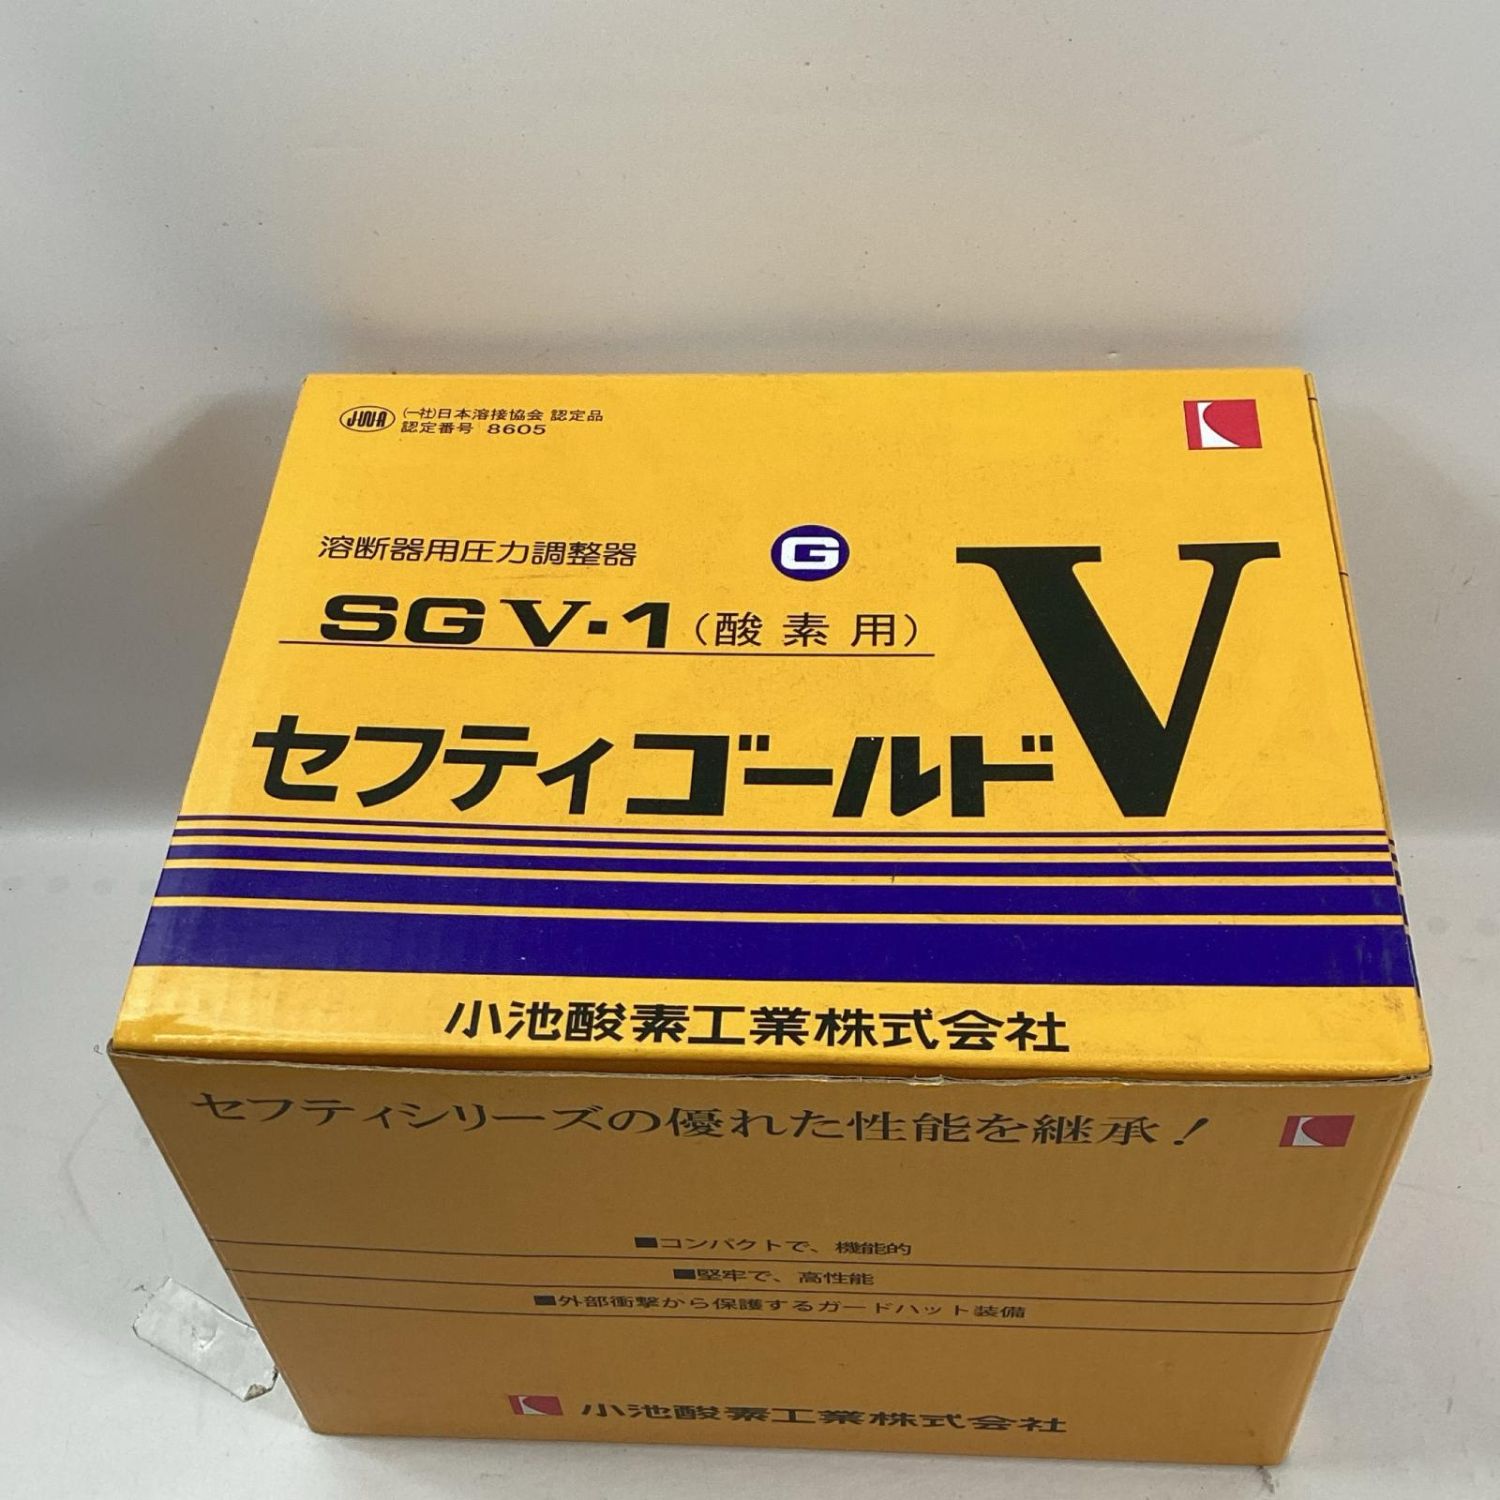 JWA (一社)日本溶接協会 認定品
認定番号 8605
溶断器用圧力調整器 G
SGV・1(酸素用)
セフティゴールドV
小池酸素工業株式会社
セフティシリーズの優れた性能を継承!
■コンパクトで、機能的
■堅牢で、高性能
■外部衝撃から保護するガードハット装備
小池酸素工業株式会社